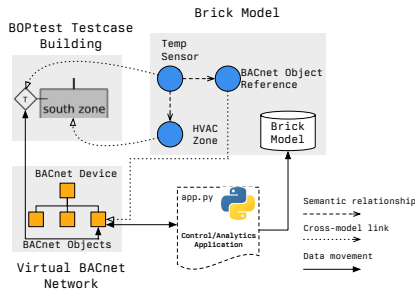 BOPtest Testcase
Building
Brick Model
Temp
Sensor
BACnet Object
Reference
T
south zone
HVAC
Zone
Brick
Model
BACnet Device
BACnet Objects
app.py
Control/Analytics
Application
Semantic relationship
Cross-model link
Data movement
Virtual BACnet
Network